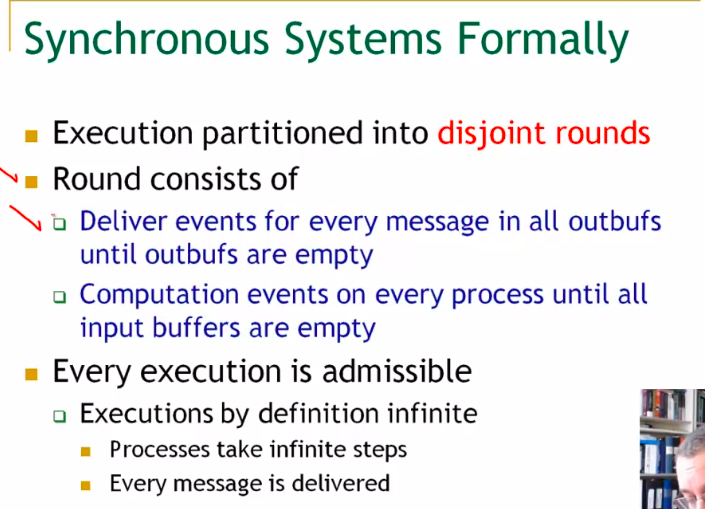 Synchronous Systems Formally
Execution partitioned into disjoint rounds
Round consists of
Deliver events for every message in all outbufs
until outbufs are empty
Computation events on every process until all
input buffers are empty
Every execution is admissible
Executions by definition infinite
Processes take infinite steps
Every message is delivered